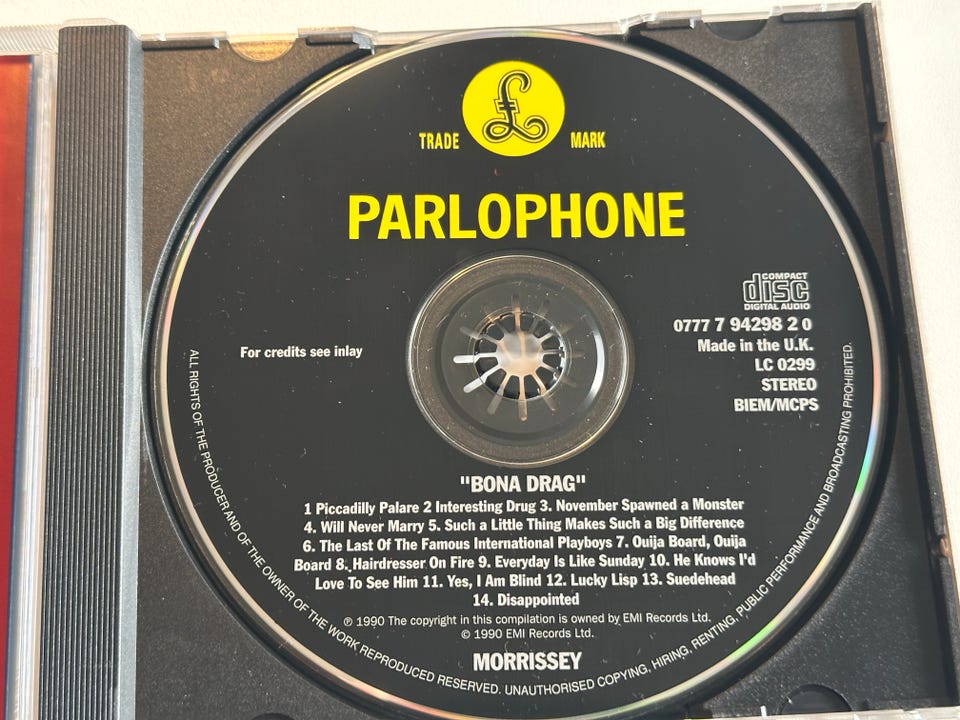 £
TRADE MARK
PARLOPHONE
COMPACT
disc
DIGITAL AUDIO
0777 7 94298 2 0
Made in the U.K.
LC 0299
STEREO
BIEM/MCPS
For credits see inlay
"BONA DRAG"
1 Piccadilly Palare 2 Interesting Drug 3. November Spawned a Monster
4. Will Never Marry 5. Such a Little Thing Makes Such a Big Difference
6. The Last Of The Famous International Playboys 7. Ouija Board, Ouija
Board 8. Hairdresser On Fire 9. Everyday Is Like Sunday 10. He Knows I'd
Love To See Him 11. Yes, I Am Blind 12. Lucky Lisp 13. Suedehead
14. Disappointed
℗ 1990 The copyright in this compilation is owned by EMI Records Ltd.
© 1990 EMI Records Ltd.
MORRISSEY
ALL RIGHTS OF THE PRODUCER AND OF THE OWNER OF THE WORK REPRODUCED RESERVED. UNAUTHORISED COPYING, HIRING, RENTING, PUBLIC PERFORMANCE AND BROADCASTING PROHIBITED.